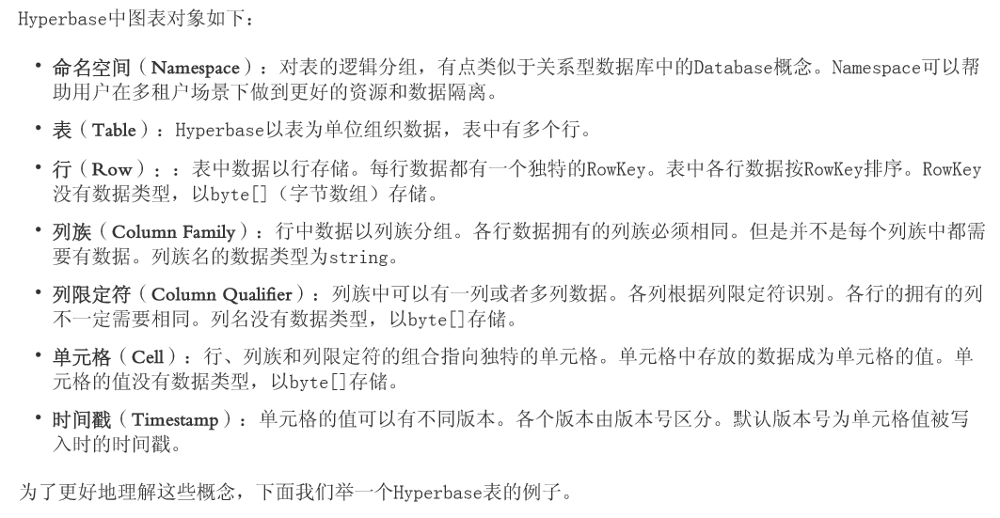 Hyperbase中图表对象如下：
• 命名空间（Namespace）：对表的逻辑分组，有点类似于关系型数据库中的Database概念。Namespace可以帮
助用户在多租户场景下做到更好的资源和数据隔离。
• 表（Table）：Hyperbase以表为单位组织数据，表中有多个行。
• 行（Row）：：表中数据以行存储。每行数据都有一个独特的RowKey。表中各行数据按RowKey排序。RowKey
没有数据类型，以byte[]（字节数组）存储。
• 列族（Column Family）：行中数据以列族分组。各行数据拥有的列族必须相同。但是并不是每个列族中都需
要有数据。列族名的数据类型为string。
• 列限定符（Column Qualifier）：列族中可以有一列或者多列数据。各列根据列限定符识别。各行的拥有的列
不一定需要相同。列名没有数据类型，以byte[]存储。
• 单元格（Cell）：行、列族和列限定符的组合指向独特的单元格。单元格中存放的数据成为单元格的值。单
元格的值没有数据类型，以byte[]存储。
• 时间戳（Timestamp）：单元格的值可以有不同版本。各个版本由版本号区分。默认版本号为单元格值被写
入时的时间戳。
为了更好地理解这些概念，下面我们举一个Hyperbase表的例子。